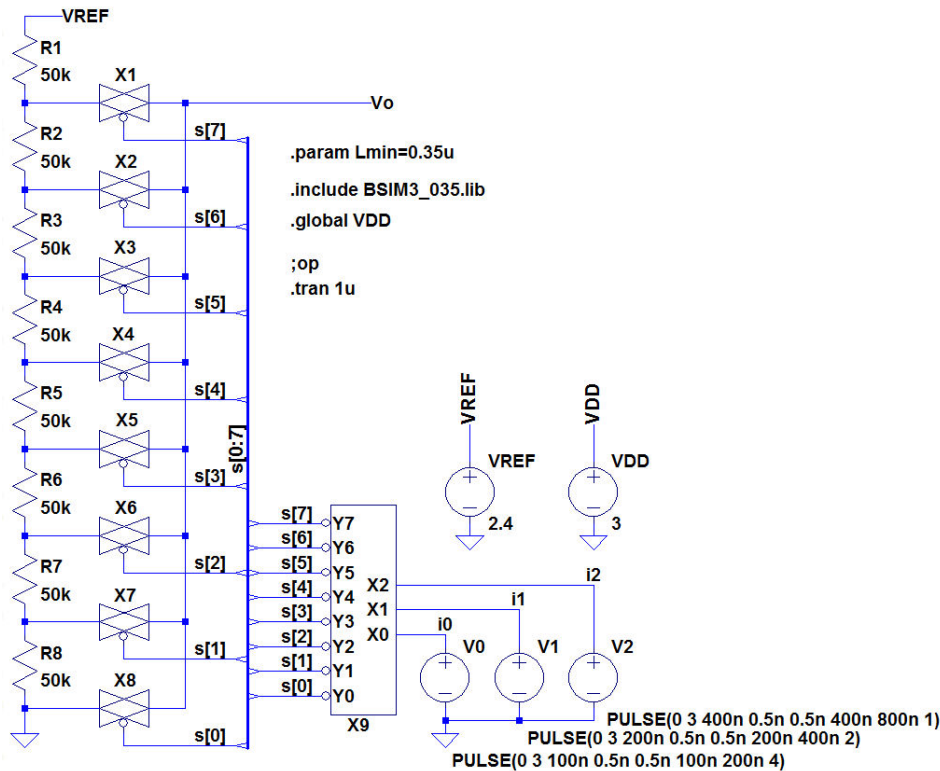 VREF
R1
50k
X1
Vo
R2
50k
s[7]
X2
.param Lmin=0.35u
.include BSIM3_035.lib
.global VDD
;op
.tran 1u
R3
50k
s[6]
X3
R4
50k
s[5]
X4
R5
50k
s[4]
X5
s[0:7]
R6
50k
s[3]
X6
R7
50k
s[2]
X7
R8
50k
s[1]
X8
s[0]
s[7] Y7
s[6] Y6
s[5] Y5
s[4] Y4
s[3] Y3
s[2] Y2
s[1] Y1
s[0] Y0
X2
X1
X0
X9
VREF
VREF
2.4
VDD
VDD
3
i2
i1
i0
V0
V1
V2
PULSE(0 3 400n 0.5n 0.5n 400n 800n 1)
PULSE(0 3 200n 0.5n 0.5n 200n 400n 2)
PULSE(0 3 100n 0.5n 0.5n 100n 200n 4)